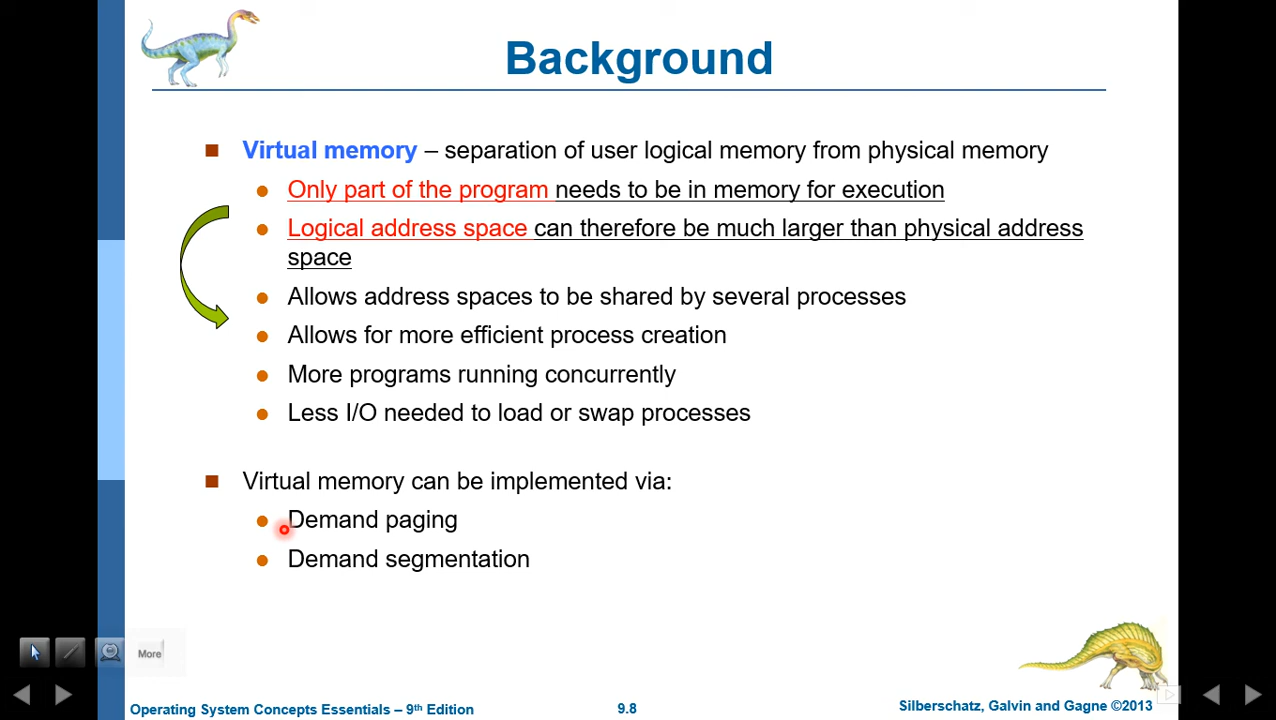 Background
Virtual memory – separation of user logical memory from physical memory
Only part of the program needs to be in memory for execution
Logical address space can therefore be much larger than physical address
space
Allows address spaces to be shared by several processes
Allows for more efficient process creation
More programs running concurrently
Less I/O needed to load or swap processes
Virtual memory can be implemented via:
Demand paging
Demand segmentation
More
Operating System Concepts Essentials – 9th Edition
9.8
Silberschatz, Galvin and Gagne ©2013